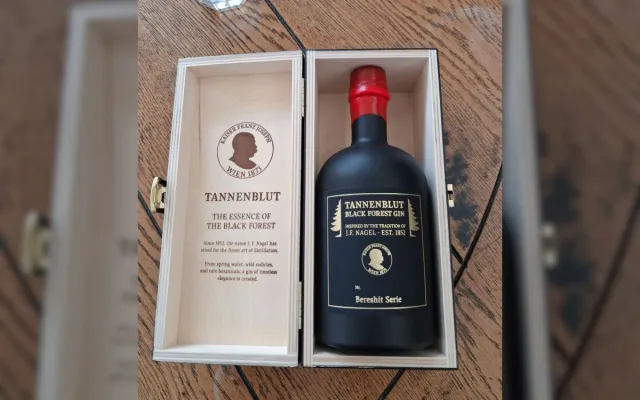 KAISER FRANZ JOSEPH
WIEN 1873
TANNENBLUT
THE ESSENCE OF
THE BLACK FOREST
Since 1852, the name J. F. Nagel has
stood for the finest art of distillation.
From spring water, wild
and rare botanicals, a gin of timeless
elegance is created.
TANNENBLUT
BLACK FOREST GIN
INSPIRED BY THE TRADITION OF
J.F. NAGEL - EST. 1852
KAISER FRANZ JOSEPH
WIEN 1873
Nr.
Bereshit Serie